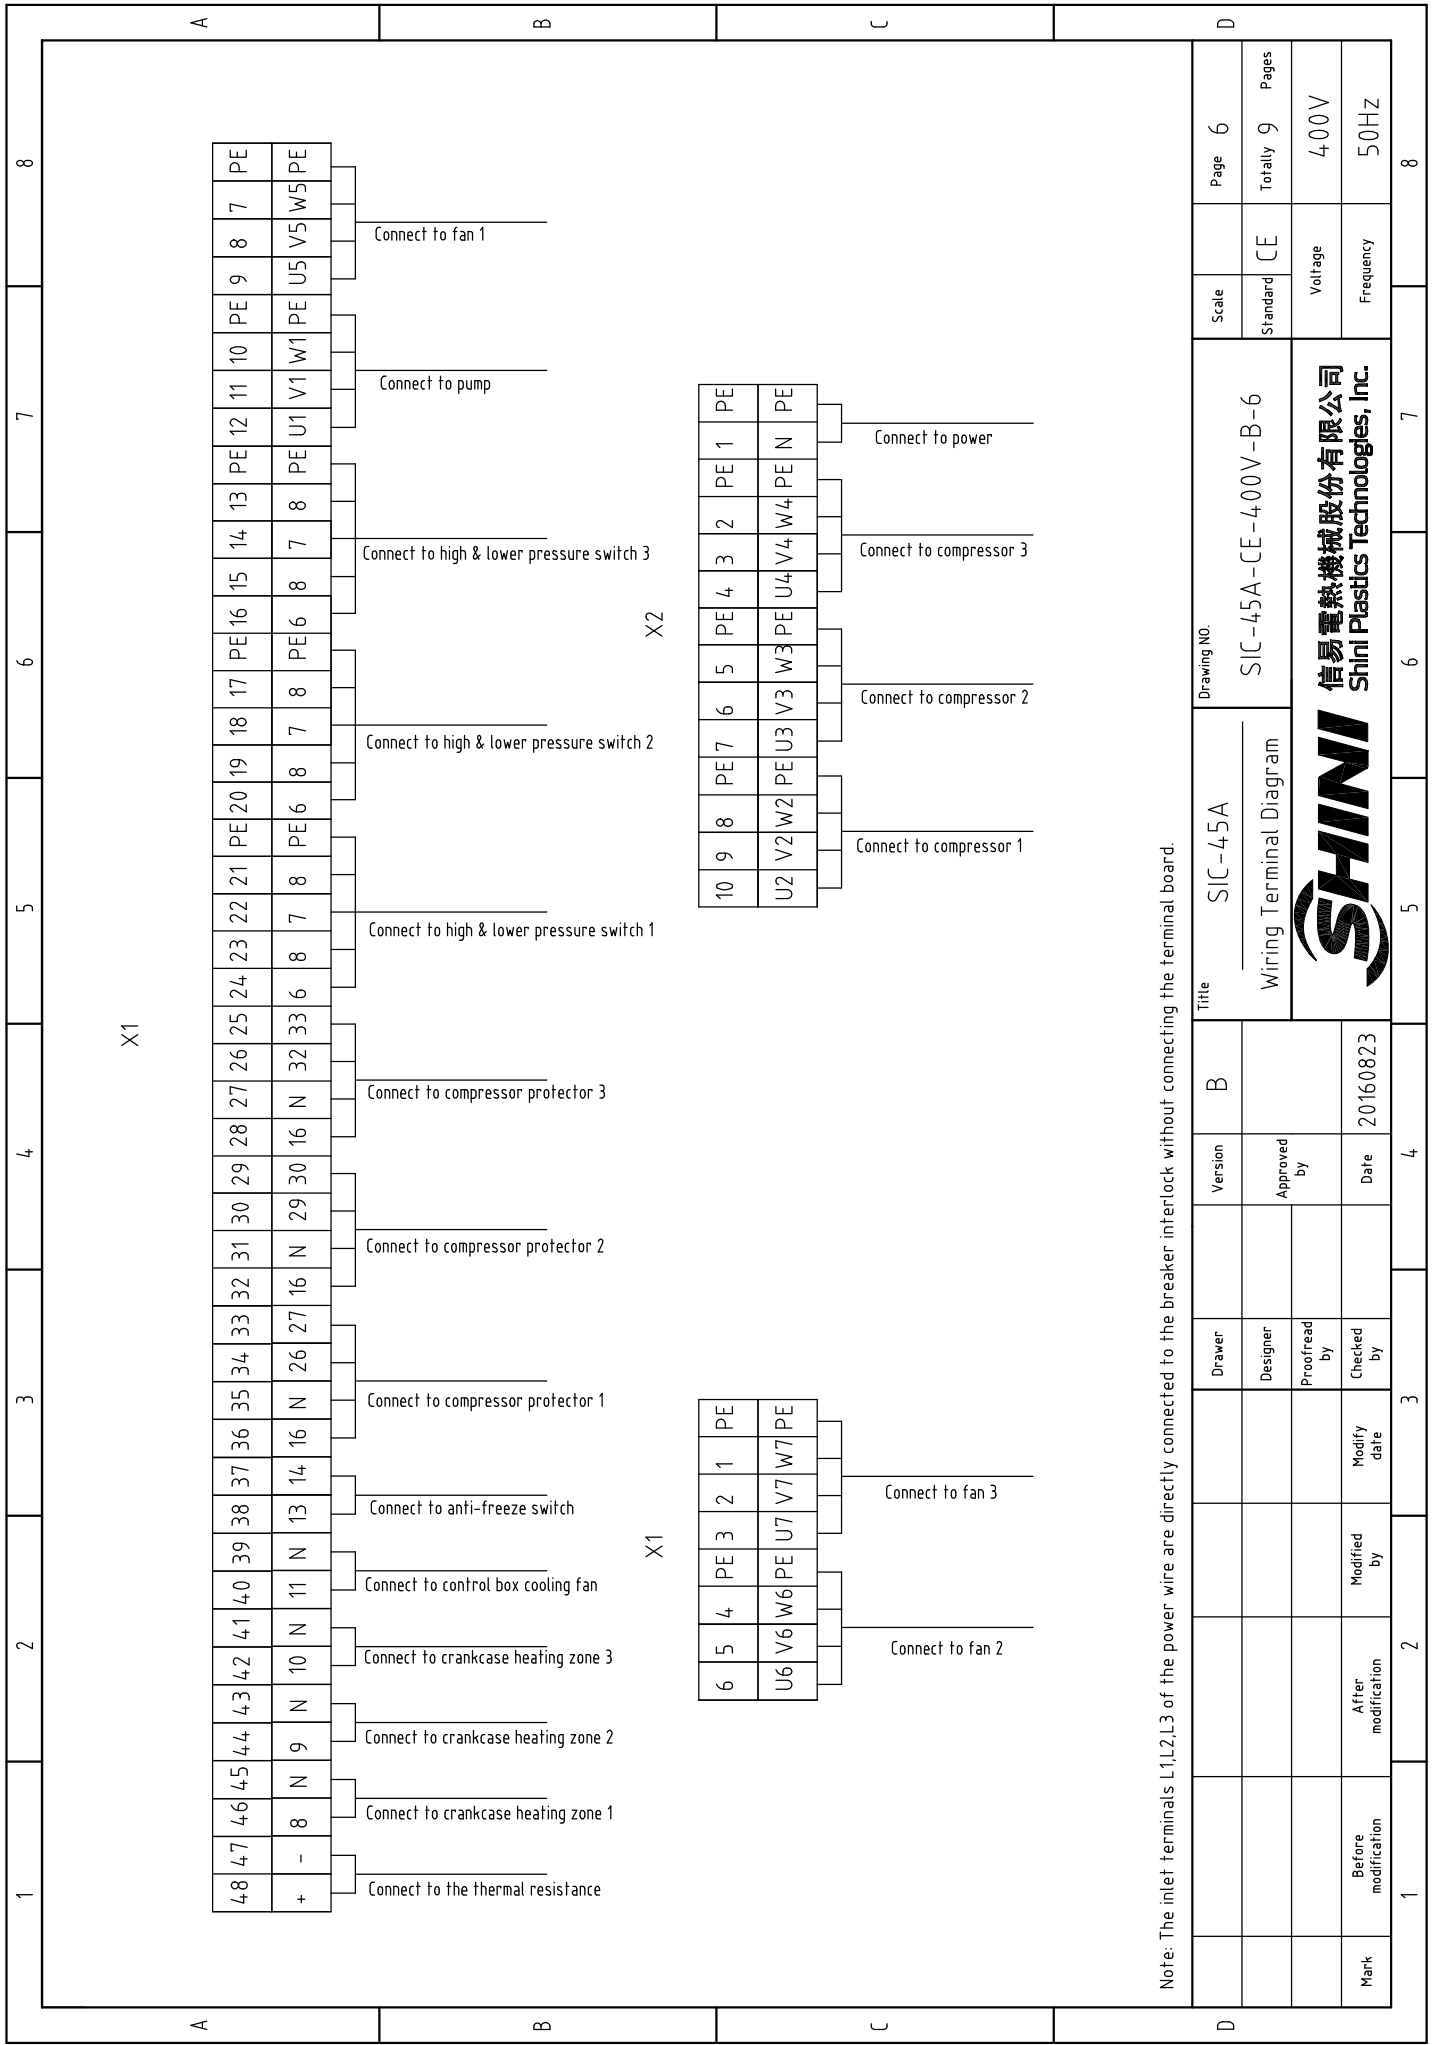 1 2 3 4 5 6 7 8
A
B
C
D
X1
48 47 46 45 44 43 42 41 40 39 38 37 36 35 34 33 32 31 30 29 28 27 26 25 24 23 22 21 PE 20 19 18 17 PE 16 15 14 13 PE 12 11 10 PE 9 8 7 PE
+ - 8 N 9 N 10 N 11 N 13 14 16 N 26 27 16 N 29 30 16 N 32 33 6 8 7 8 PE 6 8 7 8 PE 6 8 7 8 PE U1 V1 W1 PE U5 V5 W5 PE
Connect to the thermal resistance
Connect to crankcase heating zone 1
Connect to crankcase heating zone 2
Connect to crankcase heating zone 3
Connect to control box cooling fan
Connect to anti-freeze switch
Connect to compressor protector 1
Connect to compressor protector 2
Connect to compressor protector 3
Connect to high & lower pressure switch 1
Connect to high & lower pressure switch 2
Connect to high & lower pressure switch 3
Connect to pump
Connect to fan 1
X1
6 5 4 PE 3 2 1 PE
U6 V6 W6 PE U7 V7 W7 PE
Connect to fan 2
Connect to fan 3
X2
10 9 8 PE 7 6 5 PE 4 3 2 PE 1 PE
U2 V2 W2 PE U3 V3 W3 PE U4 V4 W4 PE N PE
Connect to compressor 1
Connect to compressor 2
Connect to compressor 3
Connect to power
Note: The inlet terminals L1,L2,L3 of the power wire are directly connected to the breaker interlock without connecting the terminal board.
Mark
Before
modification
After
modification
Modified
by
Modify
date
Drawer
Designer
Proofread
by
Checked
by
Version B
Approved
by
Date 20160823
Title
SIC-45A
Wiring Terminal Diagram
Drawing NO.
SIC-45A-CE-400V-B-6
SHINI
信易電熱機械股份有限公司
Shini Plastics Technologies, Inc.
Scale
Page 6
Standard CE
Totally 9 Pages
Voltage 400V
Frequency 50Hz
A
B
C
D
1 2 3 4 5 6 7 8